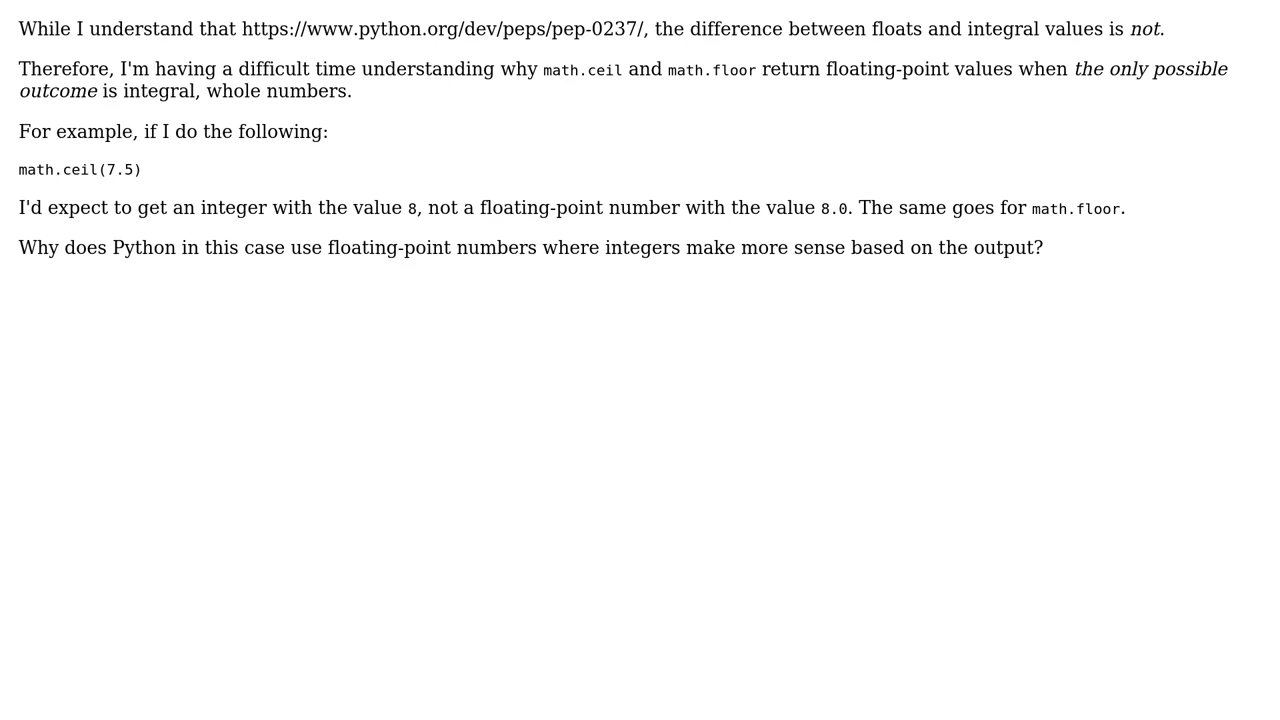 While I understand that https://www.python.org/dev/peps/pep-0237/, the difference between floats and integral values is not.
Therefore, I'm having a difficult time understanding why math.ceil and math.floor return floating-point values when the only possible
outcome is integral, whole numbers.
For example, if I do the following:
math.ceil(7.5)
I'd expect to get an integer with the value 8, not a floating-point number with the value 8.0. The same goes for math.floor.
Why does Python in this case use floating-point numbers where integers make more sense based on the output?